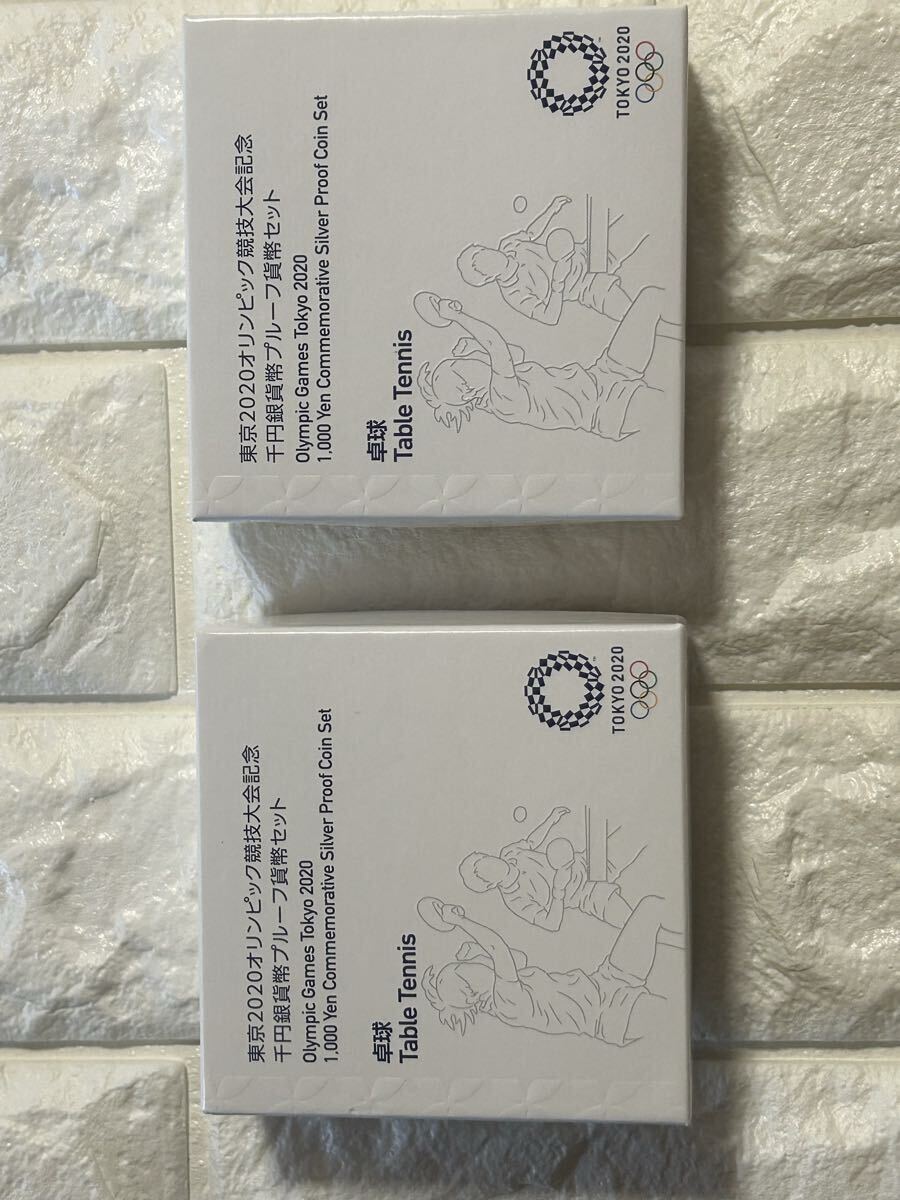 東京2020オリンピック競技大会記念
千円銀貨幣プルーフ貨幣セット
Olympic Games Tokyo 2020
1,000 Yen Commemorative Silver Proof Coin Set
卓球
Table Tennis
TOKYO 2020
東京2020オリンピック競技大会記念
千円銀貨幣プルーフ貨幣セット
Olympic Games Tokyo 2020
1,000 Yen Commemorative Silver Proof Coin Set
卓球
Table Tennis
TOKYO 2020